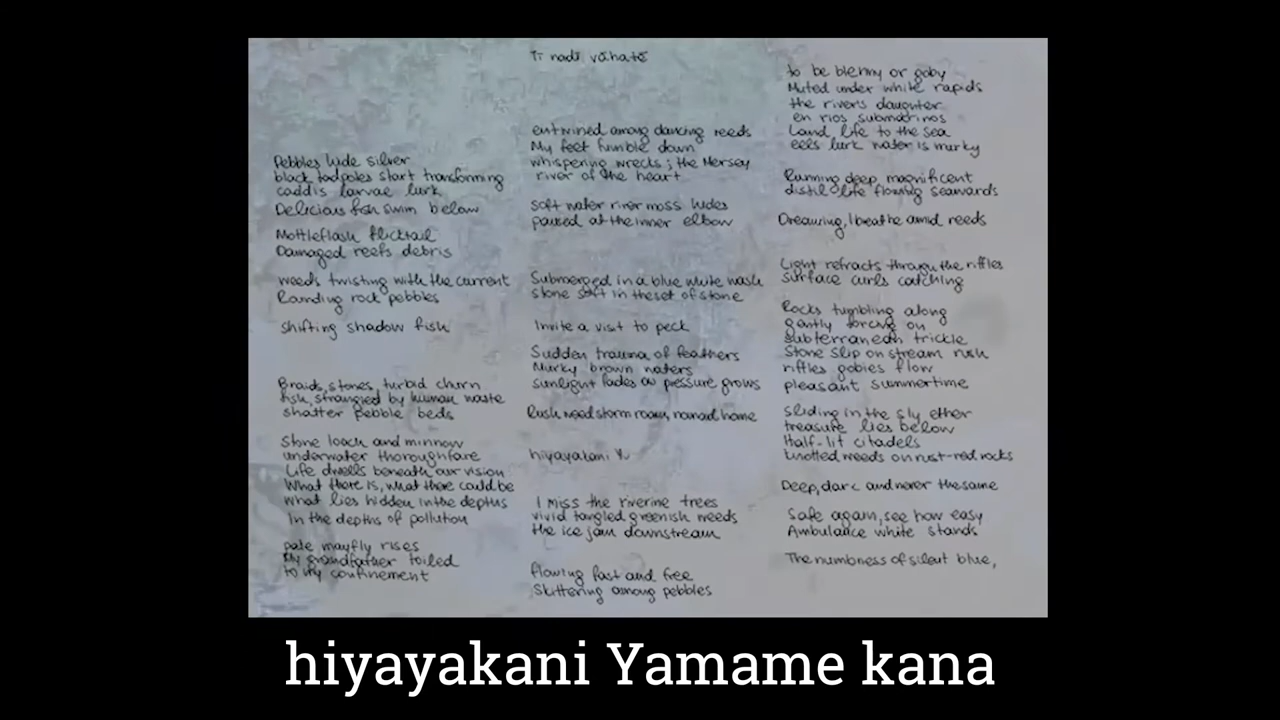 Pebbles hide silver
black tadpoles start transforming
caddis larvae lurk
Delicious fish swim below
Mottleflash flicktail
Damaged reefs debris
weeds twisting with the current
Rounding rock pebbles
shifting shadow fish
Braids, stones, turbid churn
fish, strangled by human waste
shatter pebble beds
Stone loach and minnow
underwater thoroughfare
Life dwells beneath our vision
What there is, what there could be
what lies hidden in the depths
In the depths of pollution
pale mayfly rises
My grandfather toiled
to my confinement
Tī nadī vāhatē
entwined among dancing reeds
My feet fumble down
whispering wrecks; the Mersey
river of the heart
soft water river moss hides
paused at the inner elbow
Submerged in a blue white wash
stone soft in the set of stone
Invite a visit to peck
Sudden trauma of feathers
Murky brown waters
sunlight fades as pressure grows
Rush need storm roam nomad home
hiyayakani Y
I miss the riverine trees
vivid tangled greenish weeds
the ice jam downstream
flowing fast and free
Skittering among pebbles
to be blenny or goby
Muted under white rapids
the river's daughter
en rios submarinos
Land life to the sea
eels lurk water is murky
Running deep magnificent
distil life flowing seawards
Dreaming, I breathe amid reeds
Light refracts through the riffles
surface curls catching
Rocks tumbling along
gently forcing on
subterranean trickle
Stone slip on stream rush
riffles gobies flow
pleasant summertime
sliding in the sly ether
treasure lies below
Half-lit citadels
knotted weeds on rust-red rocks
Deep, darc and never the same
Safe again, see how easy
Ambulance white stands
The numbness of silent blue,
hiyayakani Yamame kana